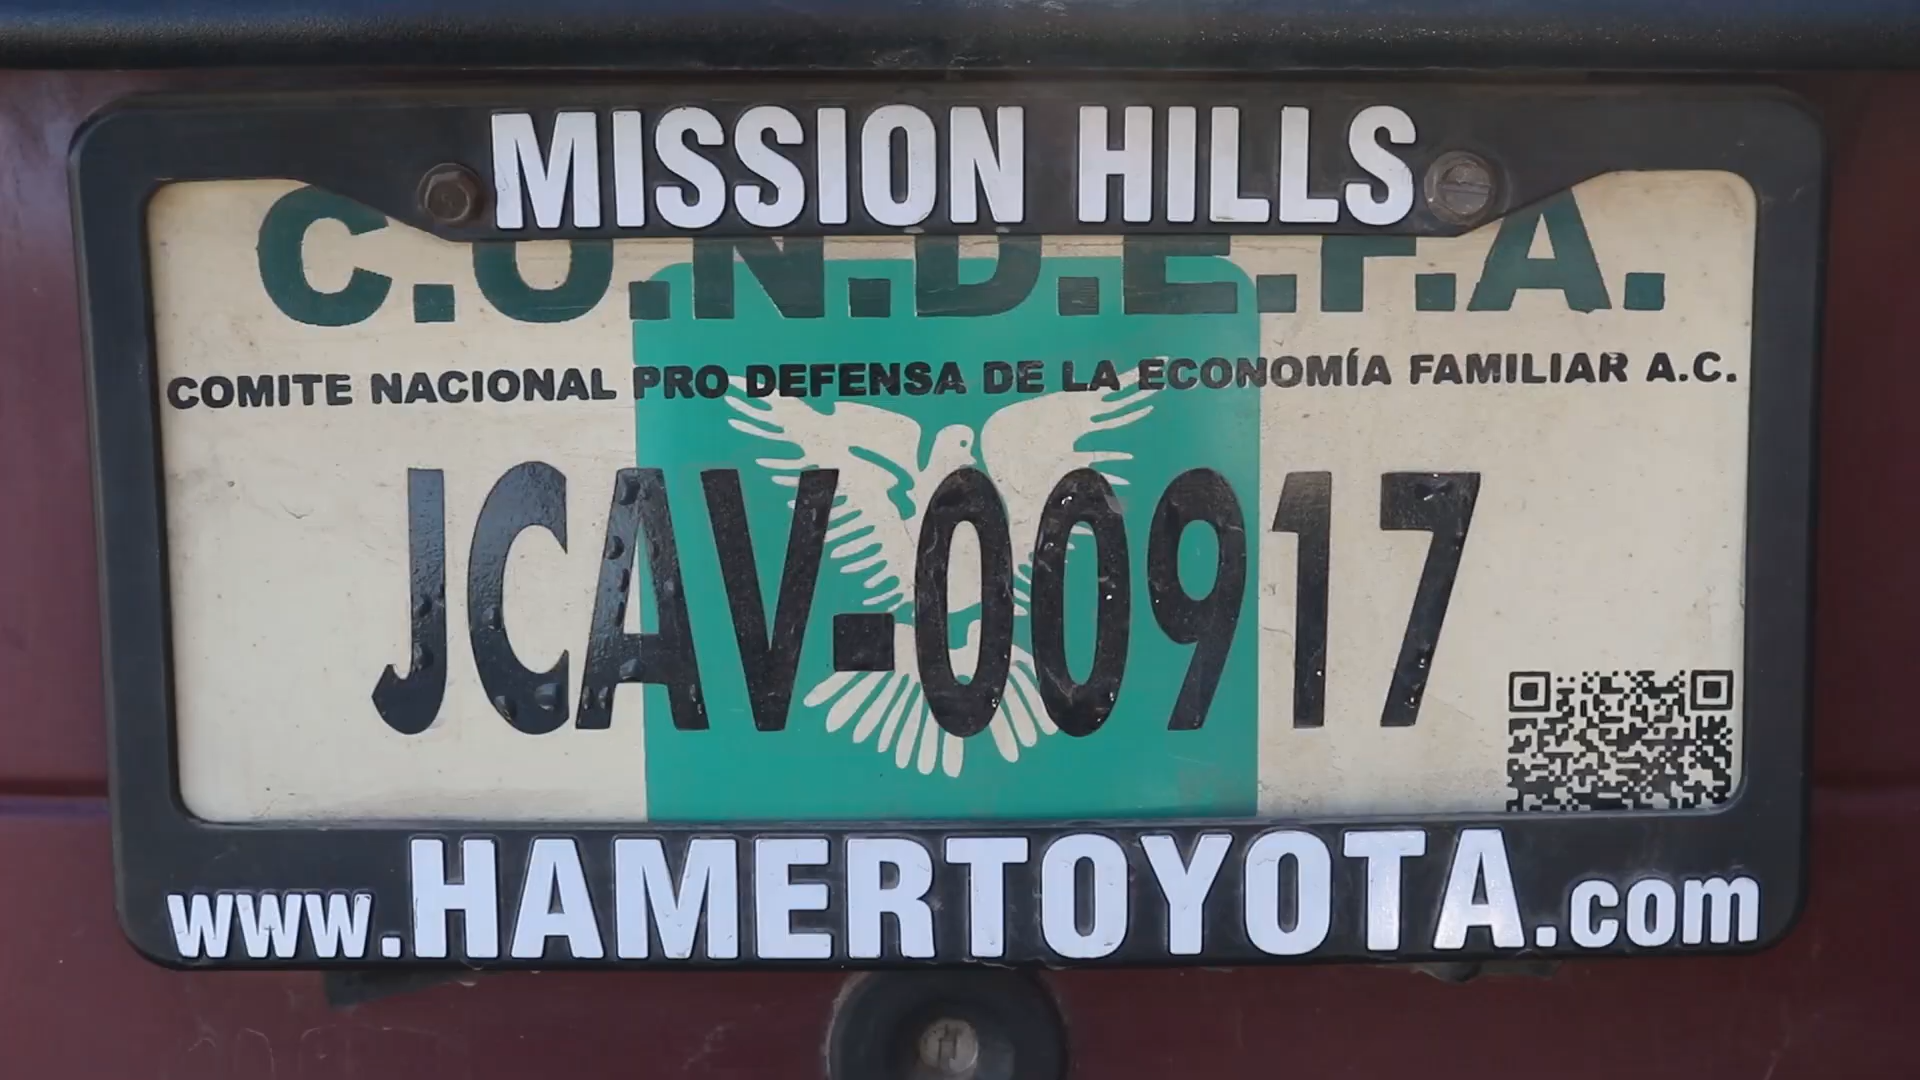 MISSION HILLS
C.O.N.D.E.F.A.
COMITE NACIONAL PRO DEFENSA DE LA ECONOMÍA FAMILIAR A.C.
JCAV-00917
www.HAMERTOYOTA.com